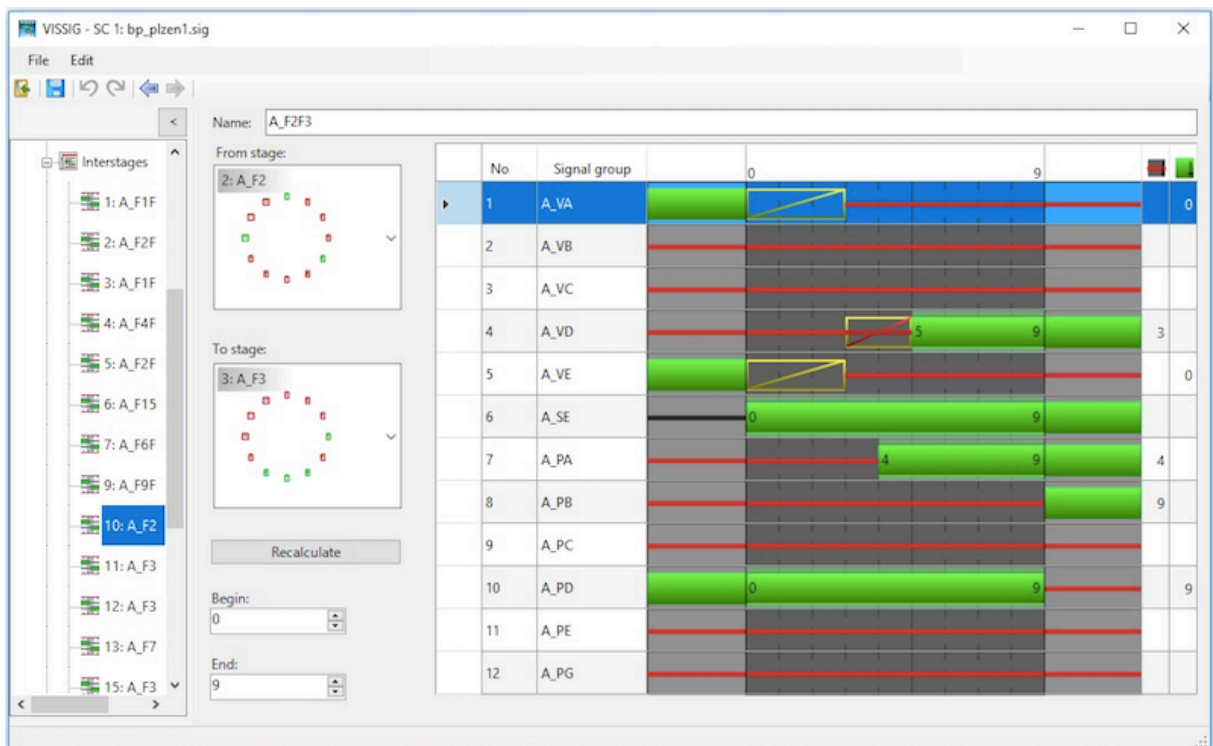 VISSIG - SC 1: bp_plzen1.sig
File Edit
<
Interstages
1: A_F1F
2: A_F2F
3: A_F1F
4: A_F4F
5: A_F2F
6: A_F15
7: A_F6F
9: A_F9F
10: A_F2
11: A_F3
12: A_F3
13: A_F7
15: A_F3
Name: A_F2F3
From stage:
2: A_F2
To stage:
3: A_F3
Recalculate
Begin:
0
End:
9
No Signal group 0 9
1 A_VA 0
2 A_VB
3 A_VC
4 A_VD 5 9 3
5 A_VE 0
6 A_SE 0 9
7 A_PA 4 9 4
8 A_PB 9
9 A_PC
10 A_PD 0 9 9
11 A_PE
12 A_PG